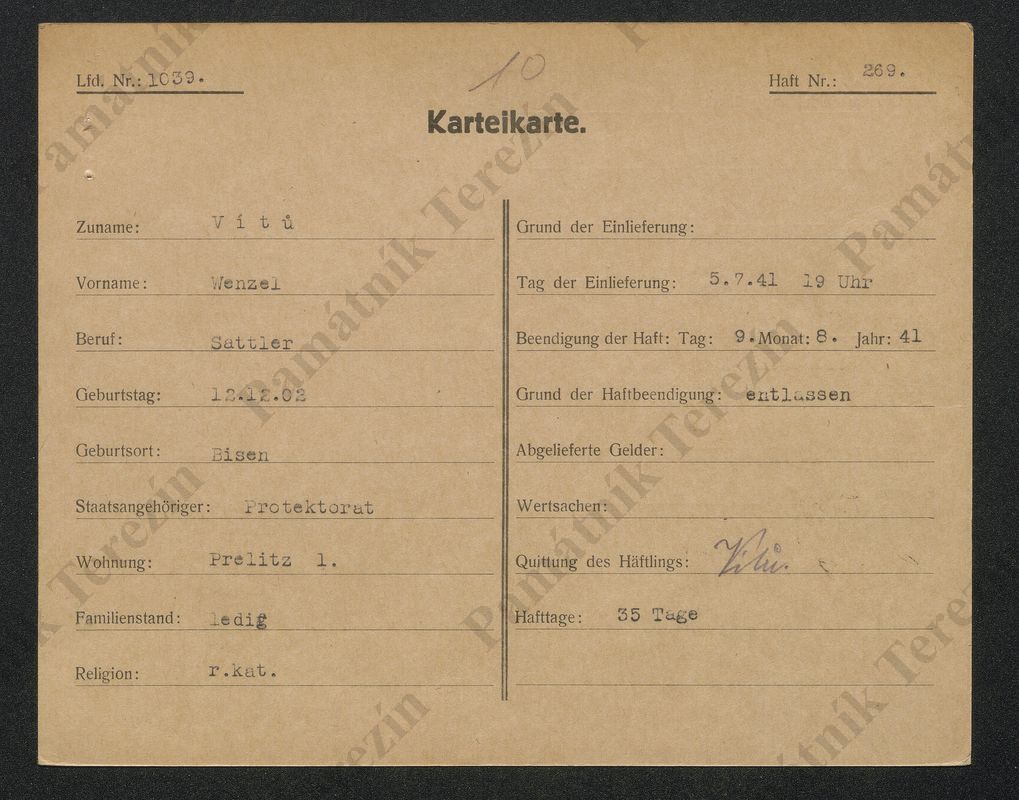 Lfd. Nr.: 1039.
10
Haft Nr.: 269.
Karteikarte.
Zuname: Vítů
Vorname: Wenzel
Beruf: Sattler
Geburtstag: 12.12.02
Geburtsort: Bisen
Staatsangehöriger: Protektorat
Wohnung: Prelitz 1.
Familienstand: ledig
Religion: r.kat.
Grund der Einlieferung:
Tag der Einlieferung: 5.7.41 19 Uhr
Beendigung der Haft: Tag: 9. Monat: 8. Jahr: 41
Grund der Haftbeendigung: entlassen
Abgelieferte Gelder:
Wertsachen:
Quittung des Häftlings: Vítů.
Hafttage: 35 Tage
Památník Terezín